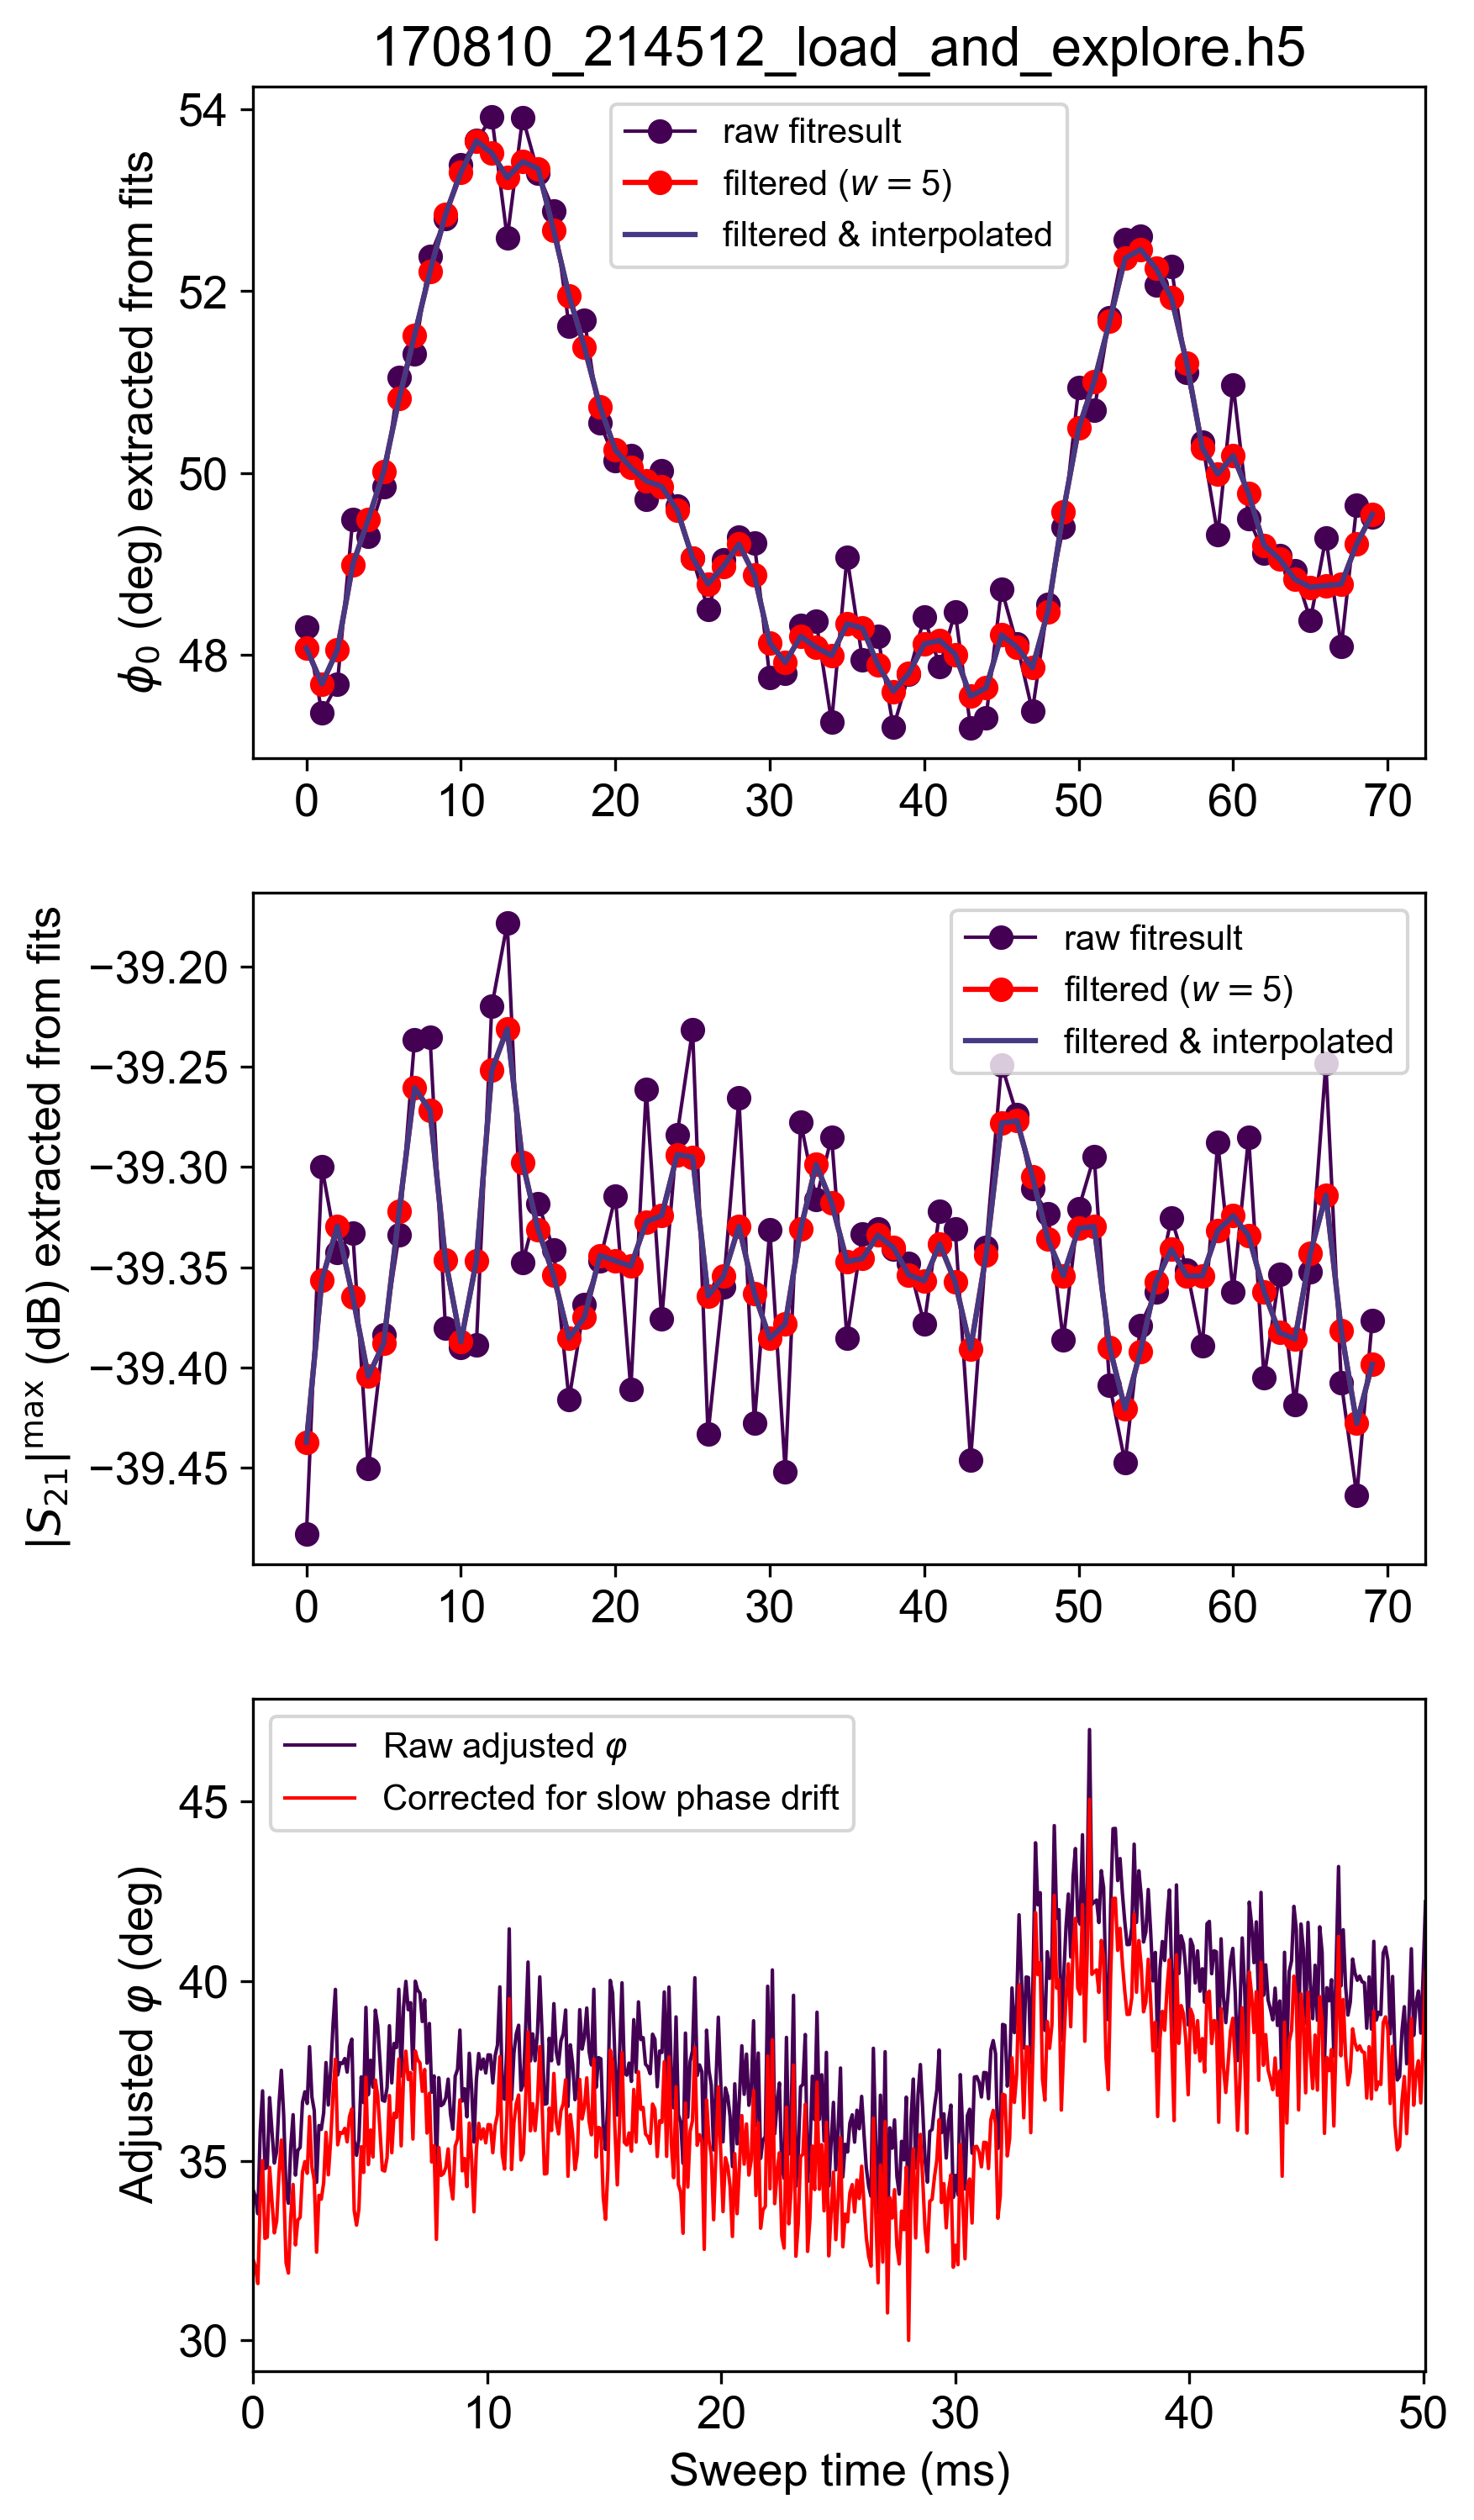 170810_214512_load_and_explore.h5
54
52
50
48
ϕ₀ (deg) extracted from fits
raw fitresult
filtered (w = 5)
filtered & interpolated
0 10 20 30 40 50 60 70
−39.20
−39.25
−39.30
−39.35
−39.40
−39.45
|S₂₁|ᵐᵃˣ (dB) extracted from fits
raw fitresult
filtered (w = 5)
filtered & interpolated
0 10 20 30 40 50 60 70
45
40
35
30
Adjusted φ (deg)
Raw adjusted φ
Corrected for slow phase drift
0 10 20 30 40 50
Sweep time (ms)